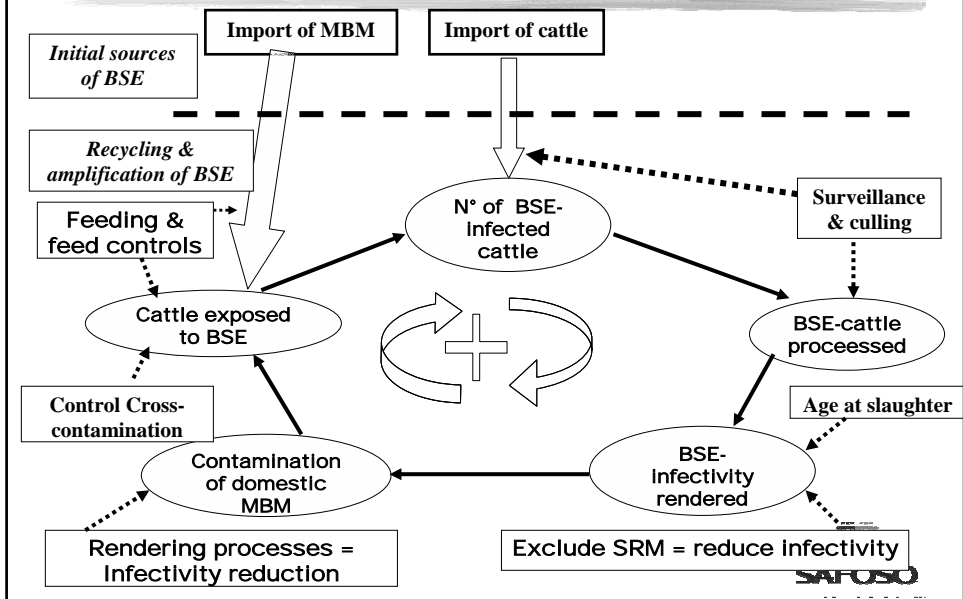 Import of MBM
Import of cattle
Initial sources
of BSE
Recycling &
amplification of BSE
Feeding &
feed controls
N° of BSE-
Infected
cattle
Surveillance
& culling
Cattle exposed
to BSE
BSE-cattle
proceessed
Control Cross-
contamination
Age at slaughter
Contamination
of domestic
MBM
BSE-
infectivity
rendered
Rendering processes =
Infectivity reduction
Exclude SRM = reduce infectivity
SAFOSO